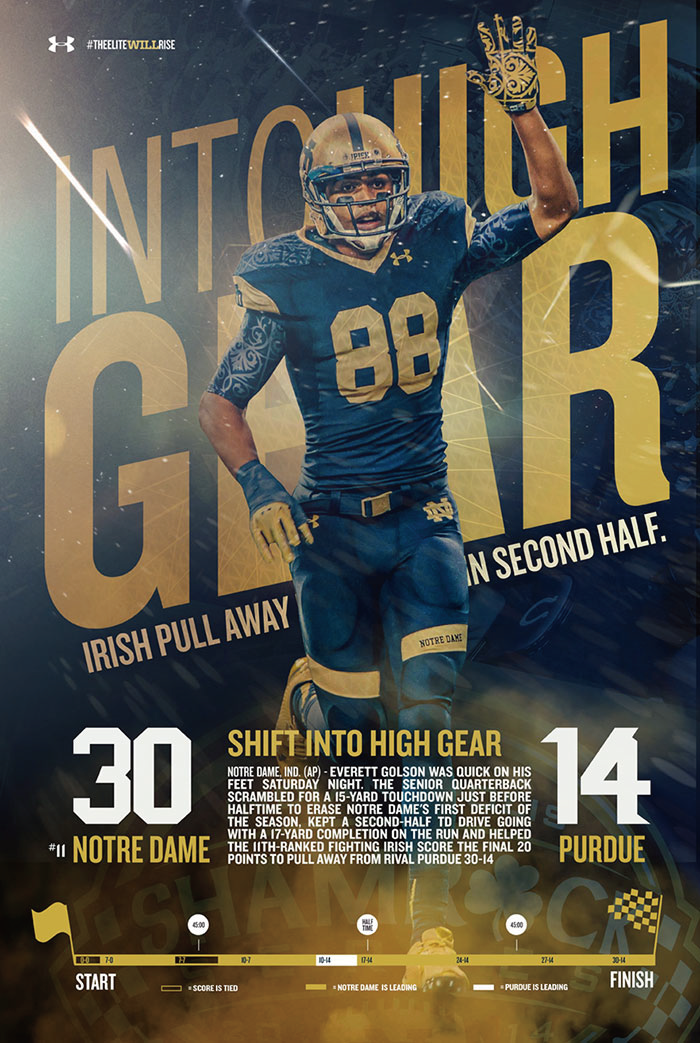 #THEELITEWILLRISE
INTO HIGH
GEAR
IRISH
88
IRISH PULL AWAY IN SECOND HALF.
NOTRE DAME
30
#11 NOTRE DAME
SHIFT INTO HIGH GEAR
NOTRE DAME, IND. (AP) - EVERETT GOLSON WAS QUICK ON HIS
FEET SATURDAY NIGHT. THE SENIOR QUARTERBACK
SCRAMBLED FOR A 15-YARD TOUCHDOWN JUST BEFORE
HALFTIME TO ERASE NOTRE DAME'S FIRST DEFICIT OF
THE SEASON, KEPT A SECOND-HALF TD DRIVE GOING
WITH A 17-YARD COMPLETION ON THE RUN AND HELPED
THE 11TH-RANKED FIGHTING IRISH SCORE THE FINAL 20
POINTS TO PULL AWAY FROM RIVAL PURDUE 30-14
14
PURDUE
SHAMROCK
45:00 HALF TIME 45:00
0-0 7-0 7-7 10-7 10-14 17-14 24-14 27-14 30-14
START FINISH
= SCORE IS TIED = NOTRE DAME IS LEADING = PURDUE IS LEADING